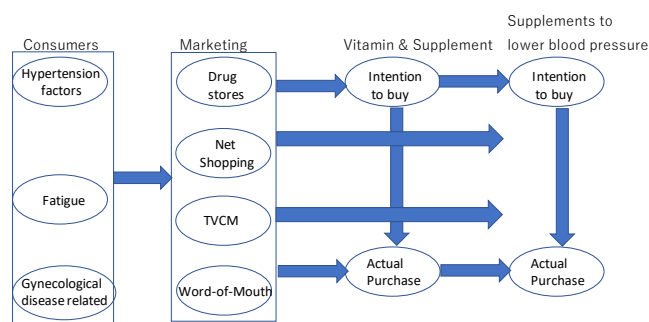 Consumers
Marketing
Vitamin & Supplement
Supplements to
lower blood pressure
Hypertension
factors
Fatigue
Gynecological
disease related
Drug
stores
Net
Shopping
TVCM
Word-of-Mouth
Intention
to buy
Actual
Purchase
Intention
to buy
Actual
Purchase